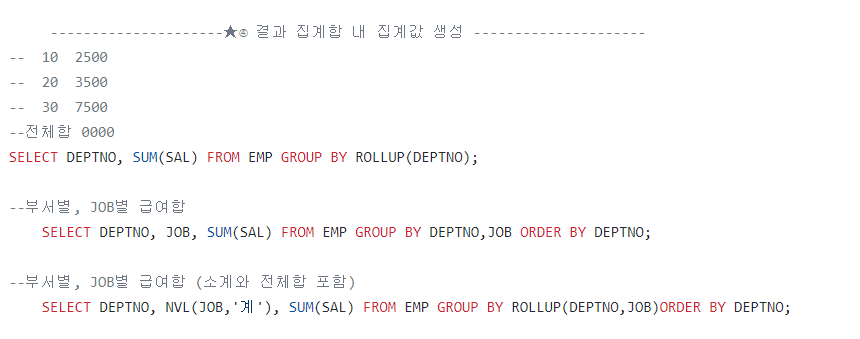 --------------------★④ 결과 집계합 내 집계값 생성 --------------------
--  10  2500
--  20  3500
--  30  7500
--전체합 0000
SELECT DEPTNO, SUM(SAL) FROM EMP GROUP BY ROLLUP(DEPTNO);
--부서별, JOB별 급여합
SELECT DEPTNO, JOB, SUM(SAL) FROM EMP GROUP BY DEPTNO,JOB ORDER BY DEPTNO;
--부서별, JOB별 급여합 (소계와 전체합 포함)
SELECT DEPTNO, NVL(JOB,'계'), SUM(SAL) FROM EMP GROUP BY ROLLUP(DEPTNO,JOB)ORDER BY DEPTNO;